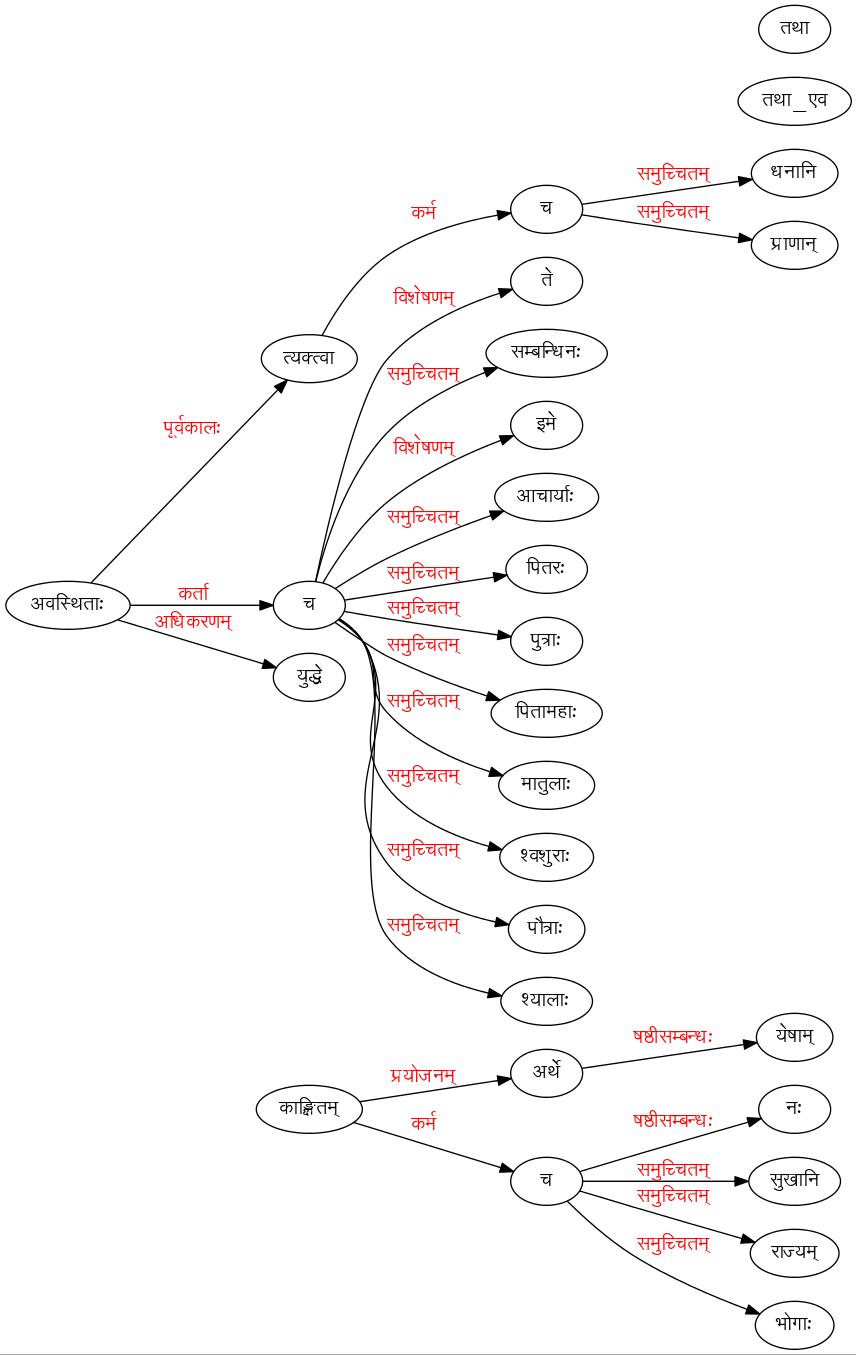 तथा
तथा_एव
धनानि
समुच्चितम्
समुच्चितम्
प्राणान्
कर्म
च
ते
विशेषणम्
सम्बन्धिनः
त्यक्त्वा
समुच्चितम्
इमे
पूर्वकालः
विशेषणम्
आचार्याः
समुच्चितम्
पितरः
समुच्चितम्
कर्ता
अवस्थिताः
च
समुच्चितम्
अधिकरणम्
पुत्राः
समुच्चितम्
युद्धे
समुच्चितम्
पितामहाः
समुच्चितम्
मातुलाः
समुच्चितम्
श्वशुराः
समुच्चितम्
पौत्राः
श्यालाः
षष्ठीसम्बन्धः
येषाम्
प्रयोजनम्
अर्थे
काङ्क्षितम्
कर्म
नः
षष्ठीसम्बन्धः
समुच्चितम्
च
सुखानि
समुच्चितम्
समुच्चितम्
राज्यम्
भोगाः